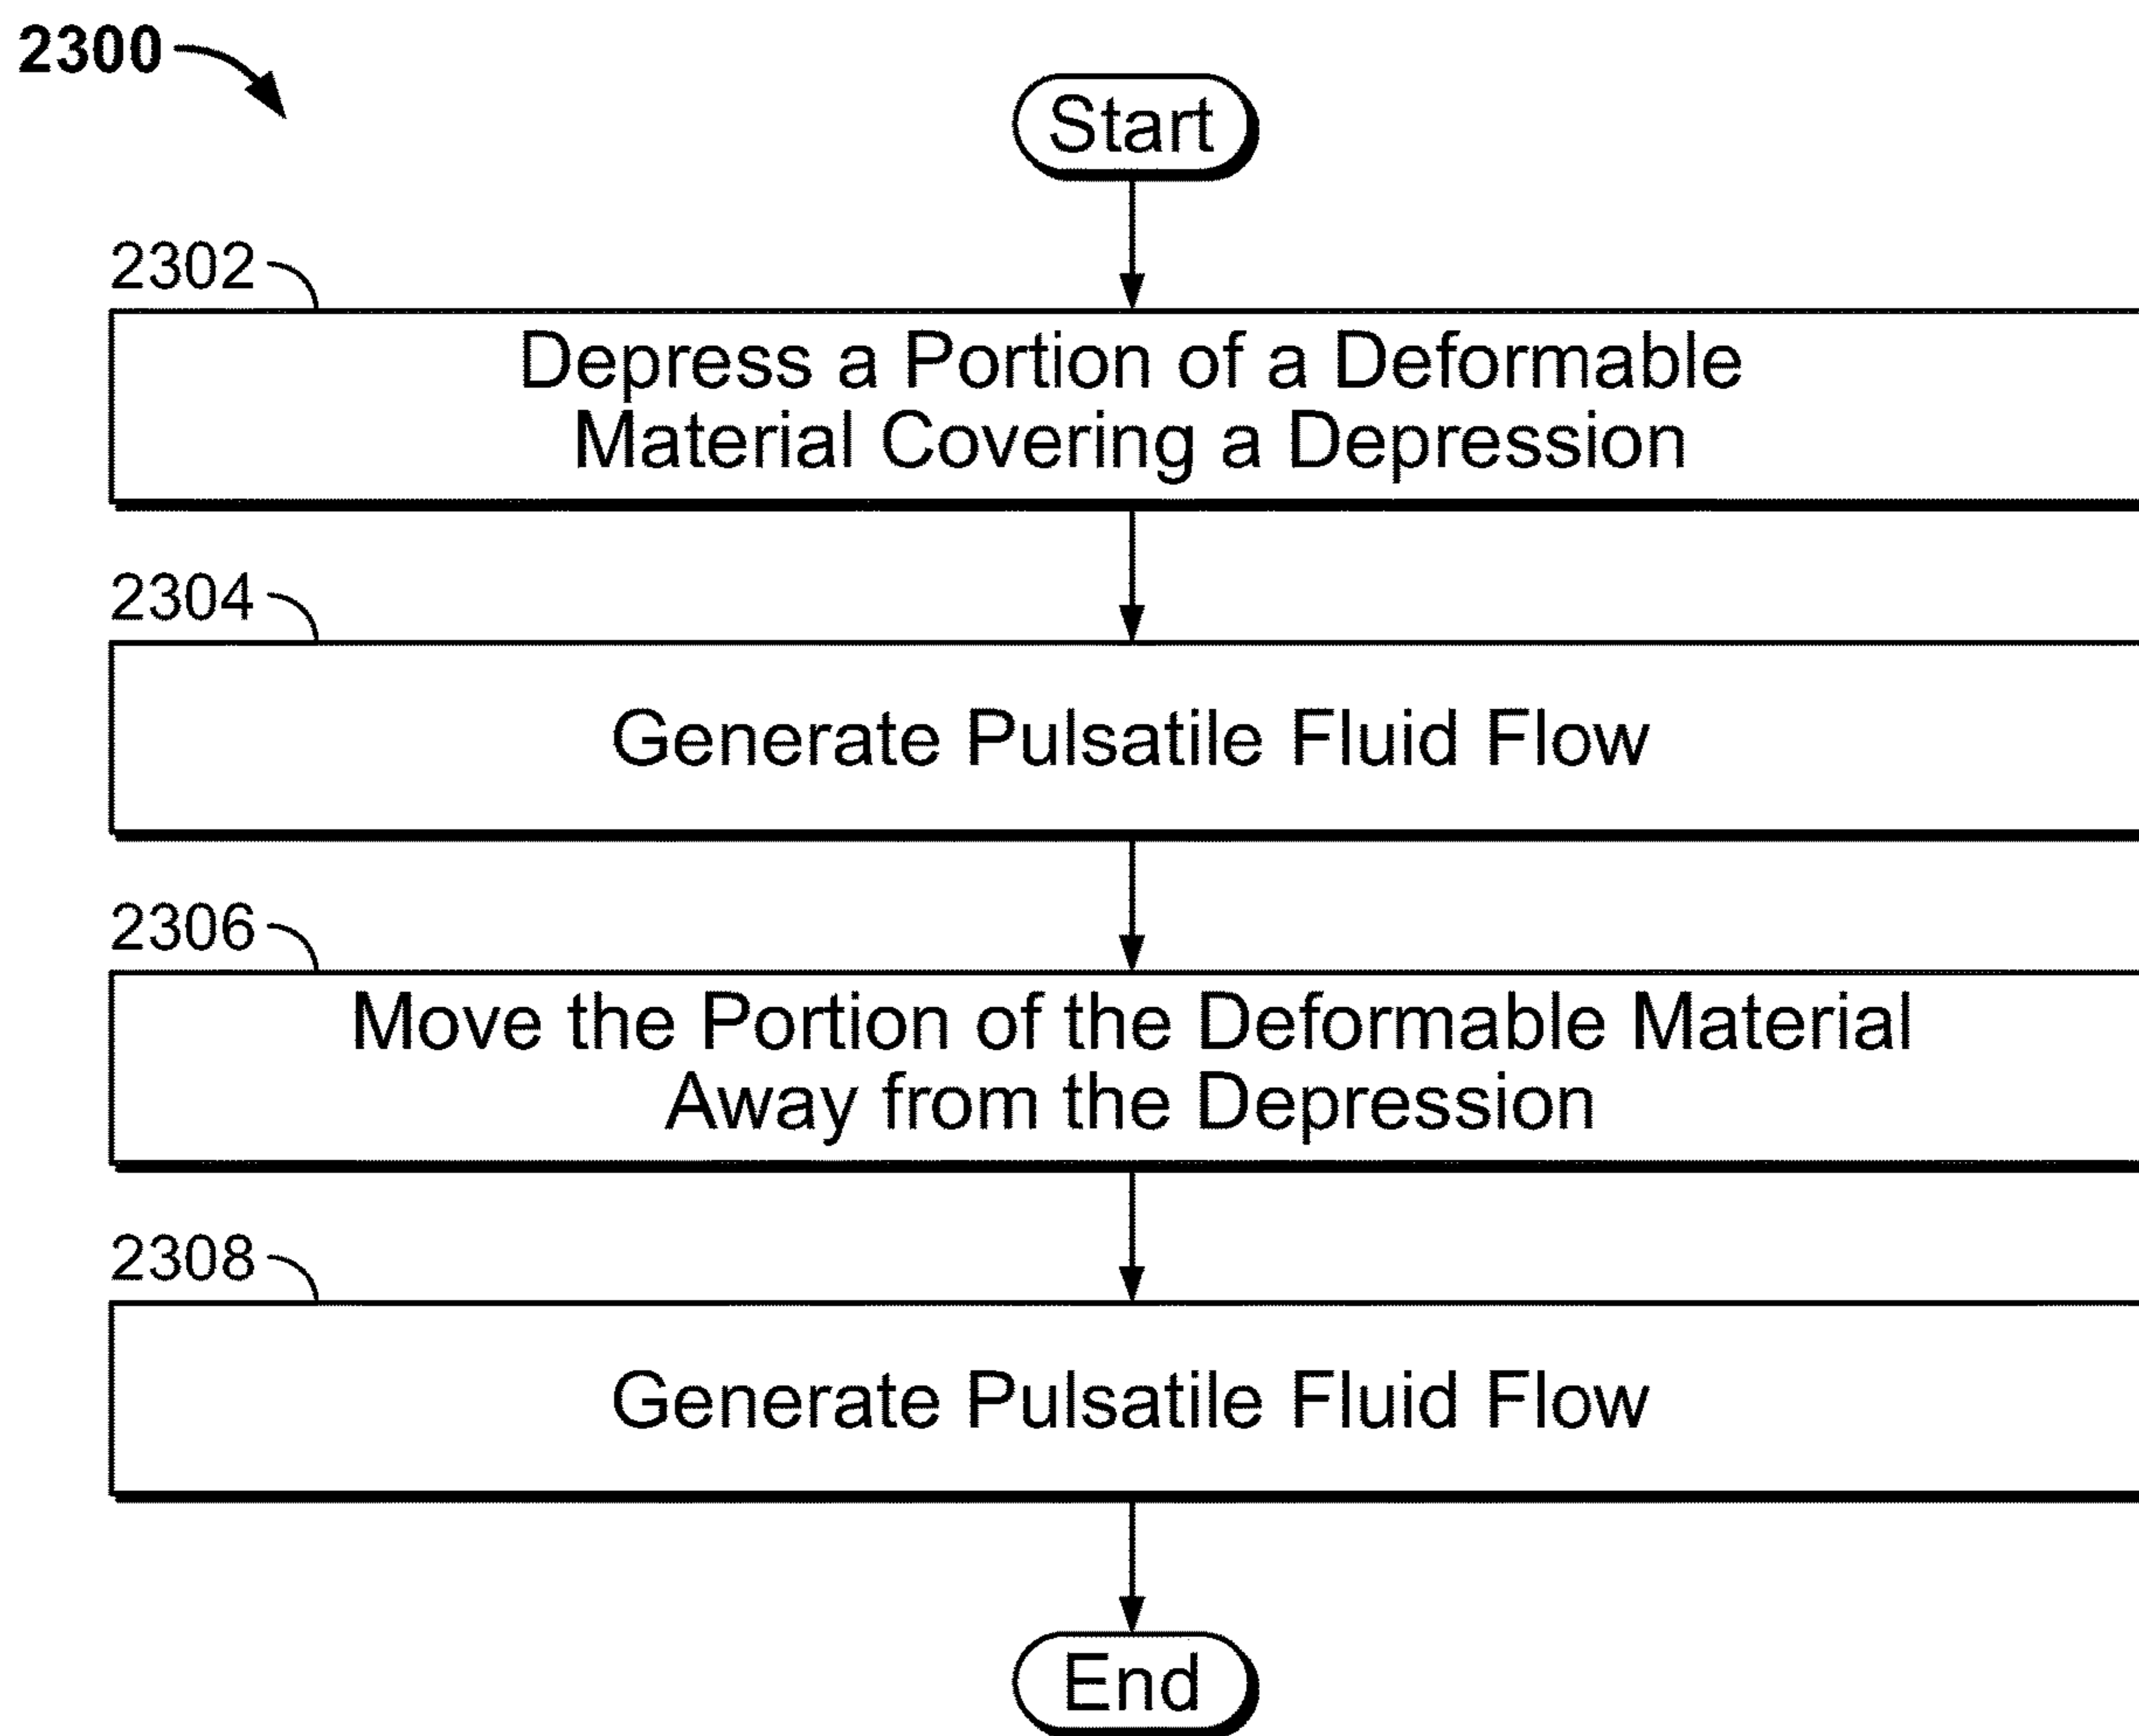 2300
Start
2302
Depress a Portion of a Deformable
Material Covering a Depression
2304
Generate Pulsatile Fluid Flow
2306
Move the Portion of the Deformable Material
Away from the Depression
2308
Generate Pulsatile Fluid Flow
End